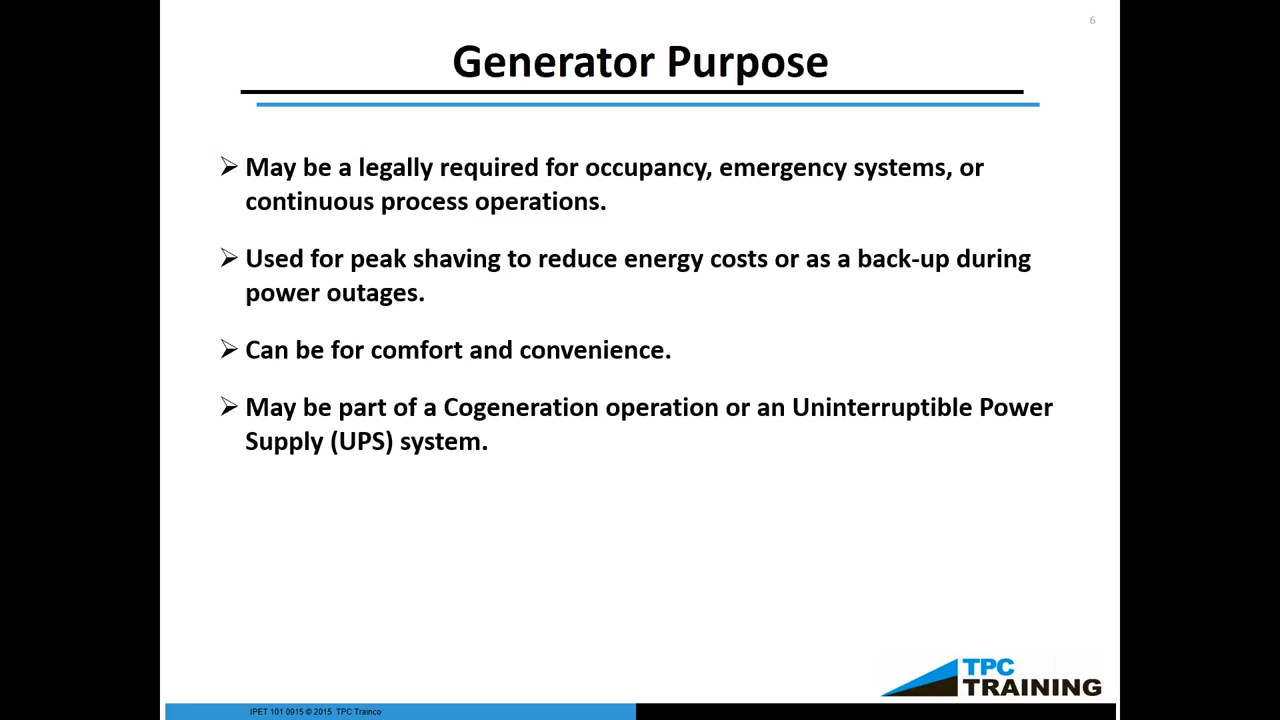 6
Generator Purpose
➢ May be a legally required for occupancy, emergency systems, or
continuous process operations.
➢ Used for peak shaving to reduce energy costs or as a back-up during
power outages.
➢ Can be for comfort and convenience.
➢ May be part of a Cogeneration operation or an Uninterruptible Power
Supply (UPS) system.
TPC
TRAINING
IPET 101 0915 © 2015 TPC Trainco